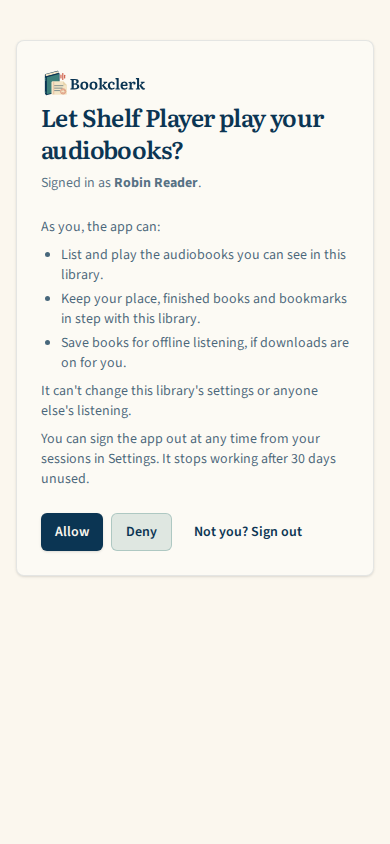 Bookclerk
Let Shelf Player play your
audiobooks?
Signed in as Robin Reader.
As you, the app can:
• List and play the audiobooks you can see in this
library.
• Keep your place, finished books and bookmarks
in step with this library.
• Save books for offline listening, if downloads are
on for you.
It can't change this library's settings or anyone
else's listening.
You can sign the app out at any time from your
sessions in Settings. It stops working after 30 days
unused.
Allow Deny Not you? Sign out